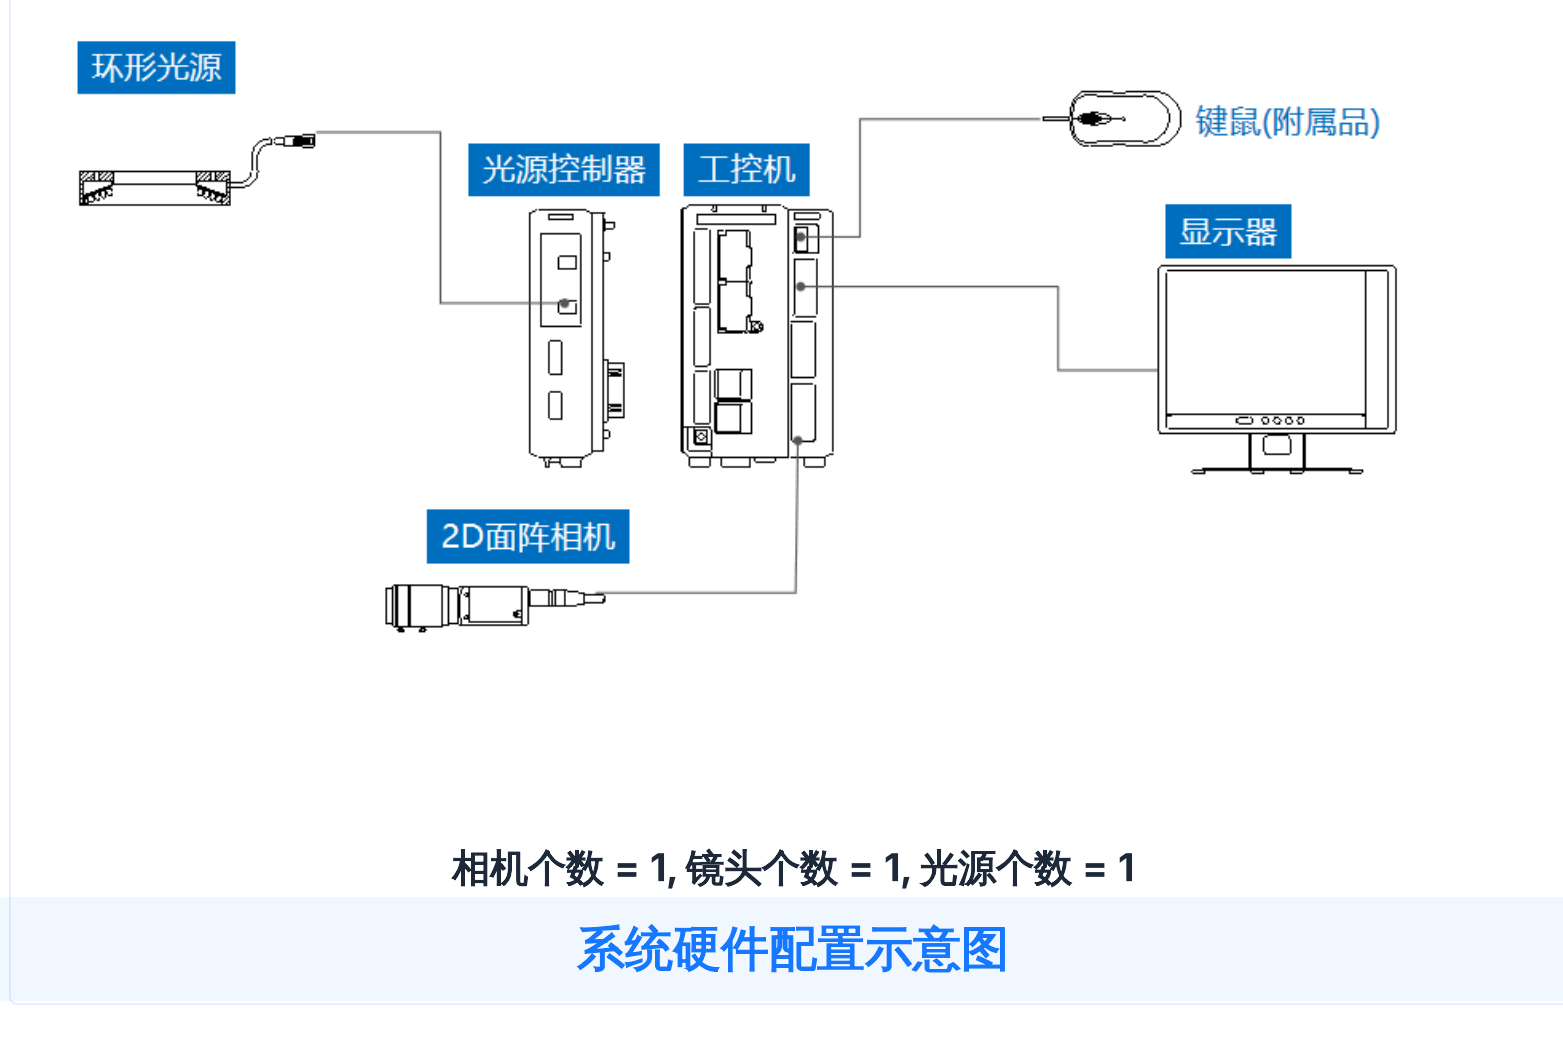 环形光源
键鼠(附属品)
光源控制器
工控机
显示器
2D面阵相机
相机个数 = 1, 镜头个数 = 1, 光源个数 = 1
系统硬件配置示意图